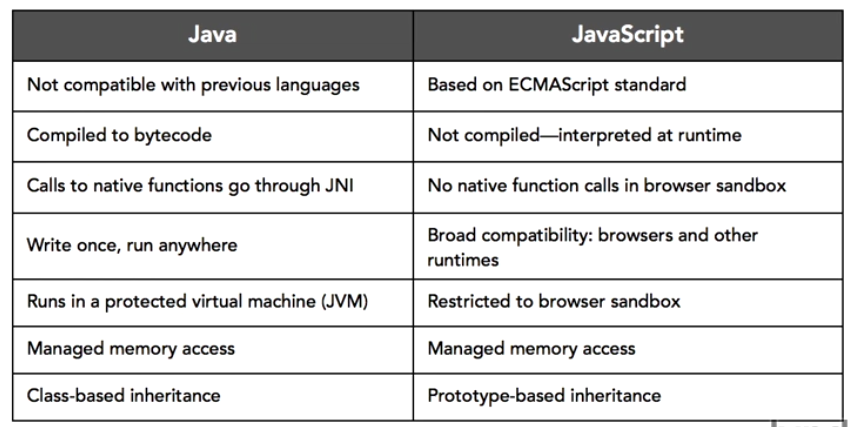 Java
JavaScript
Not compatible with previous languages
Based on ECMAScript standard
Compiled to bytecode
Not compiled—interpreted at runtime
Calls to native functions go through JNI
No native function calls in browser sandbox
Write once, run anywhere
Broad compatibility: browsers and other
runtimes
Runs in a protected virtual machine (JVM)
Restricted to browser sandbox
Managed memory access
Managed memory access
Class-based inheritance
Prototype-based inheritance